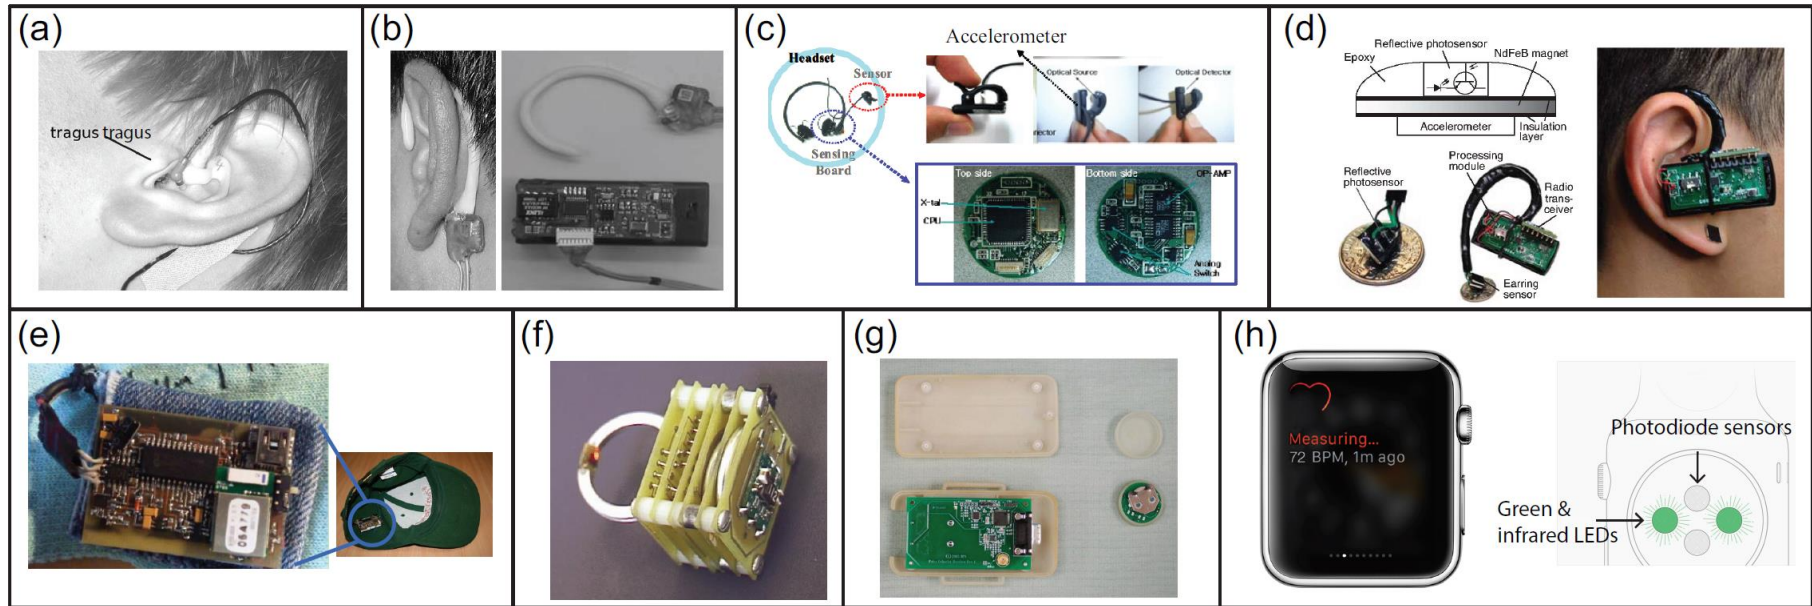 (a)
tragus tragus
(b)
(c)
Accelerometer
Headset
Sensor
Sensing
Board
Optical Source
Optical Detector
nnector
Top side
Bottom side
X-tal
CPU
OP-AMP
Analog
Switch
(d)
Reflective photosensor
NdFeB magnet
Epoxy
Accelerometer
Insulation
layer
Processing
module
Reflective
photosensor
Radio
trans-
ceiver
Earring
sensor
(e)
(f)
(g)
(h)
Measuring...
72 BPM, 1m ago
Photodiode sensors
Green &
infrared LEDs